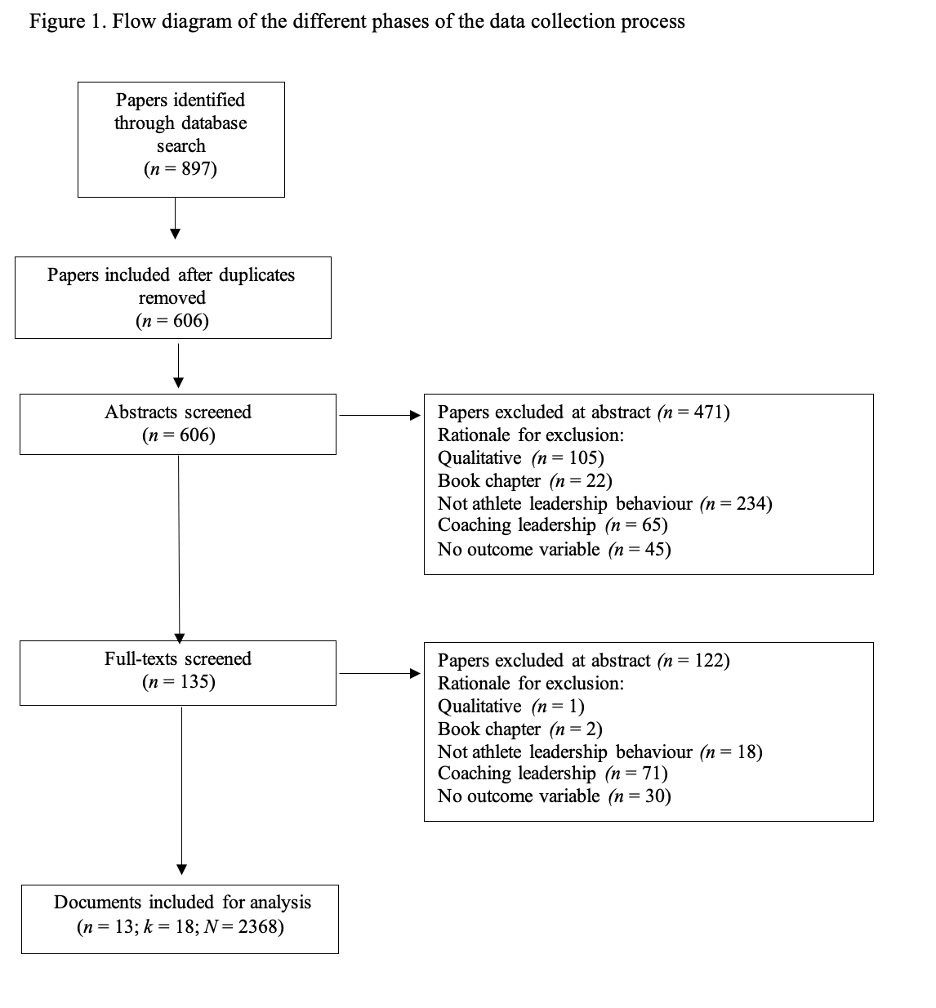 Figure 1. Flow diagram of the different phases of the data collection process
Papers identified
through database
search
(n = 897)
Papers included after duplicates
removed
(n = 606)
Abstracts screened
(n = 606)
Papers excluded at abstract (n = 471)
Rationale for exclusion:
Qualitative (n = 105)
Book chapter (n = 22)
Not athlete leadership behaviour (n = 234)
Coaching leadership (n = 65)
No outcome variable (n = 45)
Full-texts screened
(n = 135)
Papers excluded at abstract (n = 122)
Rationale for exclusion:
Qualitative (n = 1)
Book chapter (n = 2)
Not athlete leadership behaviour (n = 18)
Coaching leadership (n = 71)
No outcome variable (n = 30)
Documents included for analysis
(n = 13; k = 18; N = 2368)